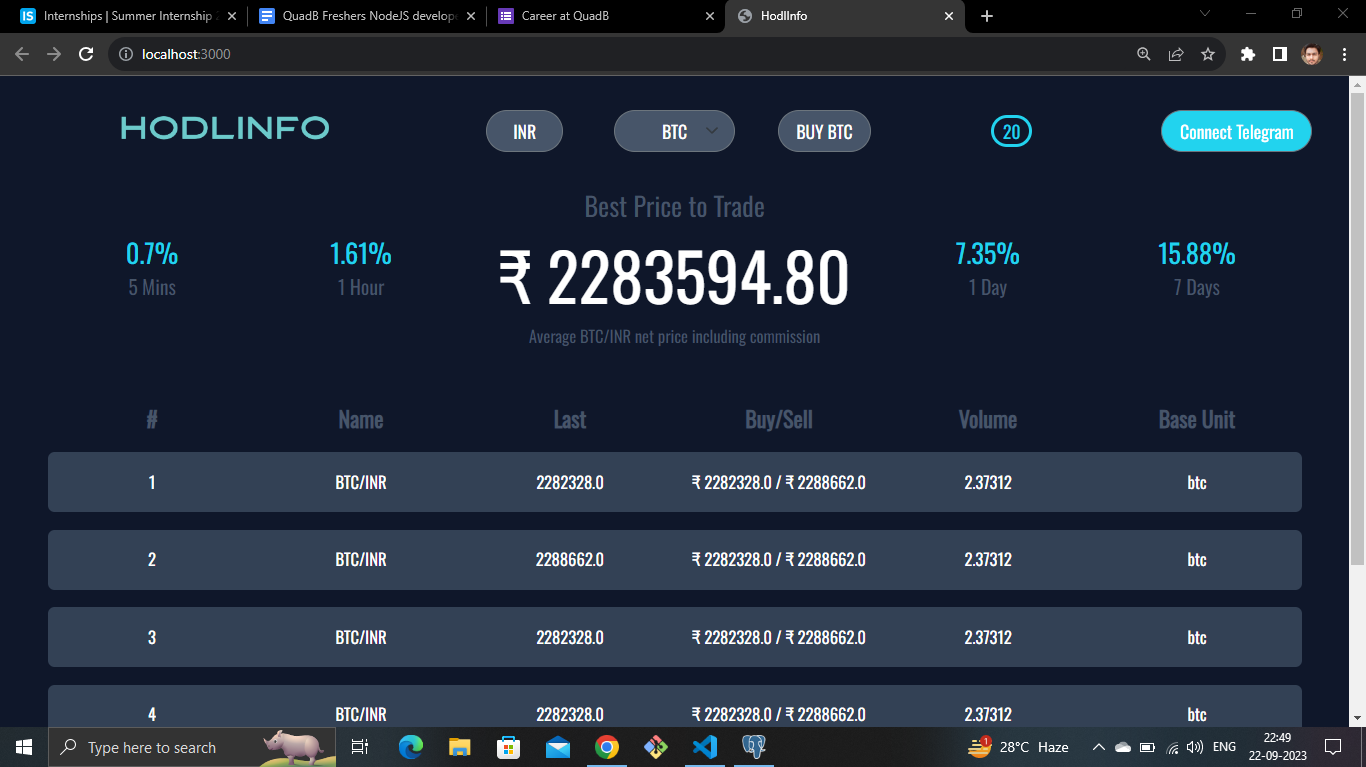 Internships | Summer Internship 2
QuadB Freshers NodeJS develope
Career at QuadB
HodlInfo
localhost:3000
HODLINFO
INR
BTC
BUY BTC
20
Connect Telegram
Best Price to Trade
0.7%
5 Mins
1.61%
1 Hour
₹ 2283594.80
7.35%
1 Day
15.88%
7 Days
Average BTC/INR net price including commission
# Name Last Buy/Sell Volume Base Unit
1 BTC/INR 2282328.0 ₹ 2282328.0 / ₹ 2288662.0 2.37312 btc
2 BTC/INR 2288662.0 ₹ 2282328.0 / ₹ 2288662.0 2.37312 btc
3 BTC/INR 2282328.0 ₹ 2282328.0 / ₹ 2288662.0 2.37312 btc
4 BTC/INR 2282328.0 ₹ 2282328.0 / ₹ 2288662.0 2.37312 btc
Type here to search
1
28°C Haze
ENG
22:49
22-09-2023